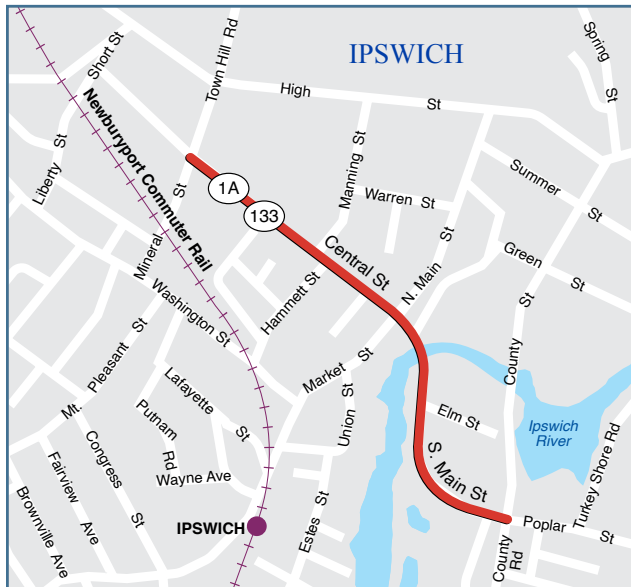 IPSWICH
Short St
Town Hill Rd
Spring St
High St
Newburyport Commuter Rail
Liberty St
Mineral St
1A
133
Manning St
Warren St
Summer St
Central St
N. Main St
Green St
Washington St
Hammett St
Market St
County St
Mt. Pleasant St
Lafayette St
Union St
Elm St
Ipswich
River
Putnam Rd
Congress St
Wayne Ave
S. Main St
Turkey Shore Rd
Fairview Ave
Brownville Ave
IPSWICH
Estes St
County Rd
Poplar St